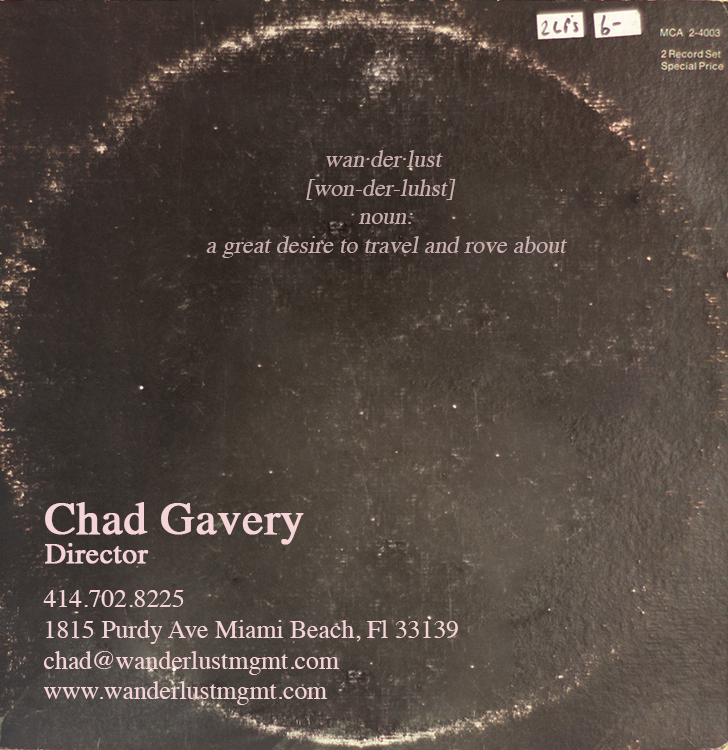 2 LP's 6-
MCA 2-4003
2 Record Set
Special Price
wan·der·lust
[won-der-luhst]
noun:
a great desire to travel and rove about
Chad Gavery
Director
414.702.8225
1815 Purdy Ave Miami Beach, Fl 33139
chad@wanderlustmgmt.com
www.wanderlustmgmt.com